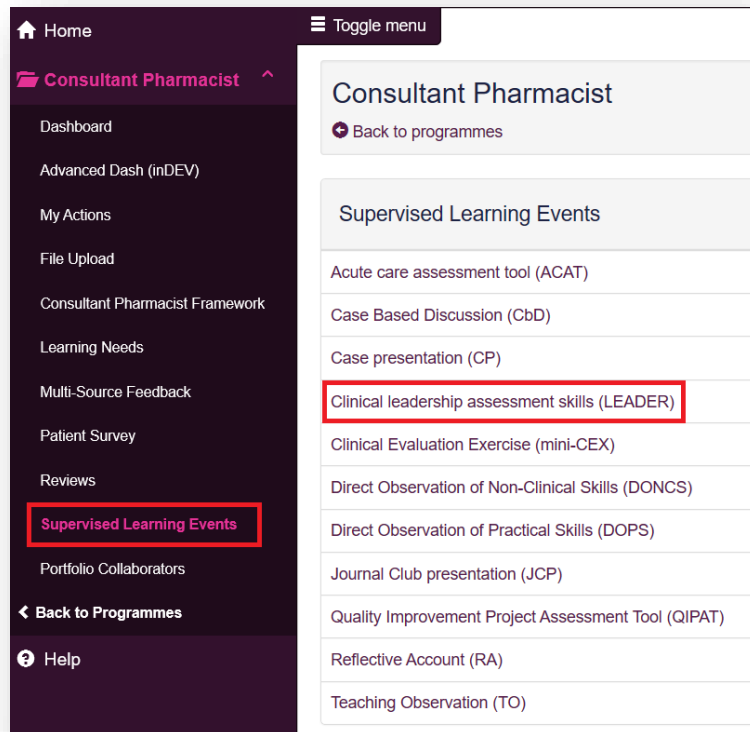 Home
Toggle menu
Consultant Pharmacist
Dashboard
Advanced Dash (inDEV)
My Actions
File Upload
Consultant Pharmacist Framework
Learning Needs
Multi-Source Feedback
Patient Survey
Reviews
Supervised Learning Events
Portfolio Collaborators
Back to Programmes
Help
Consultant Pharmacist
Back to programmes
Supervised Learning Events
Acute care assessment tool (ACAT)
Case Based Discussion (CbD)
Case presentation (CP)
Clinical leadership assessment skills (LEADER)
Clinical Evaluation Exercise (mini-CEX)
Direct Observation of Non-Clinical Skills (DONCS)
Direct Observation of Practical Skills (DOPS)
Journal Club presentation (JCP)
Quality Improvement Project Assessment Tool (QIPAT)
Reflective Account (RA)
Teaching Observation (TO)